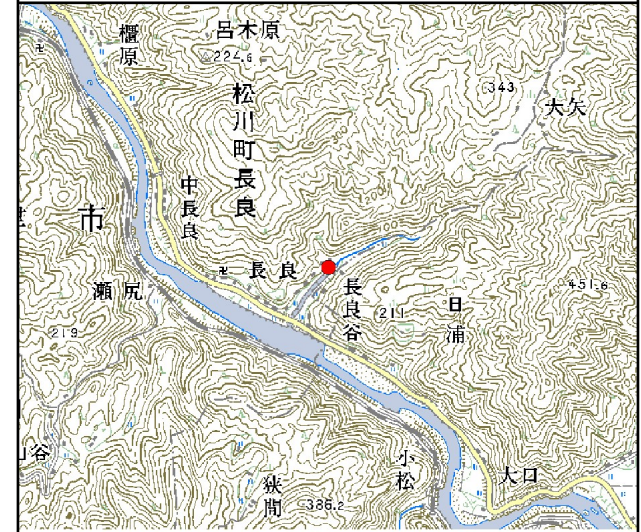 櫃原
呂木原
224.6
松川町長良
343
大矢
中長良
市
卍
長良
瀬尻
長良谷
211
日浦
451.6
219
谷
小松
大口
狭間
386.2